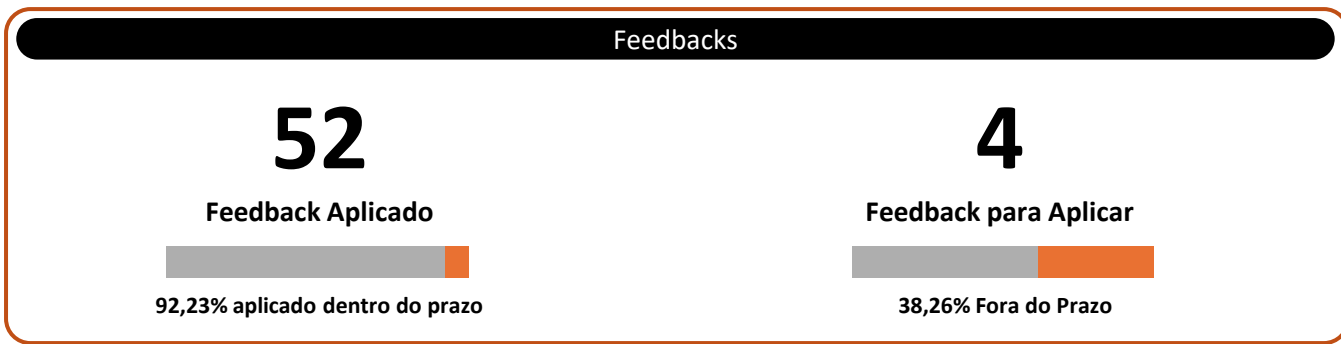 Feedbacks
52
Feedback Aplicado
92,23% aplicado dentro do prazo
4
Feedback para Aplicar
38,26% Fora do Prazo